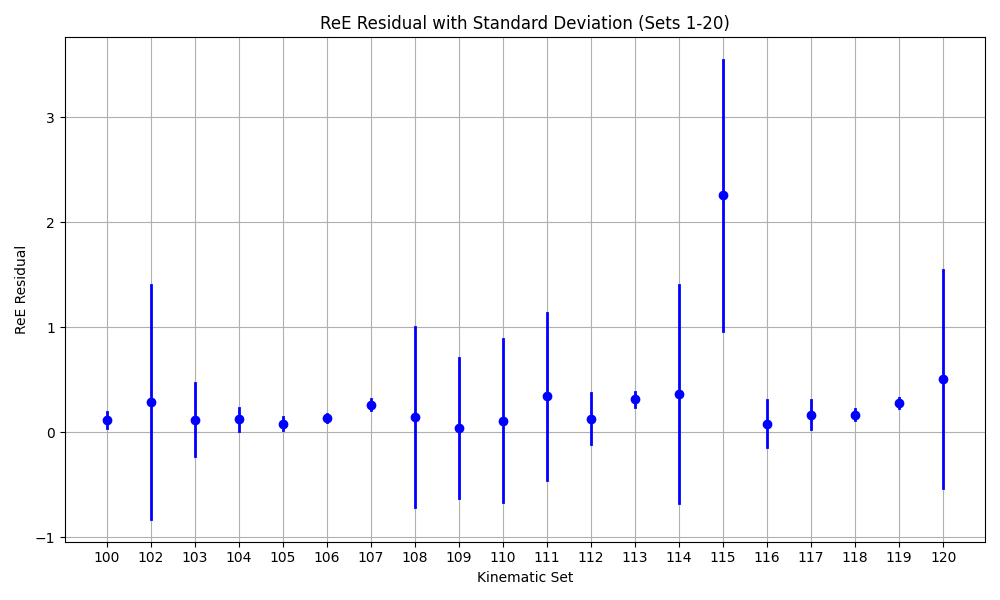 ReE Residual with Standard Deviation (Sets 1-20)
ReE Residual
3
2
1
0
−1
100 102 103 104 105 106 107 108 109 110 111 112 113 114 115 116 117 118 119 120
Kinematic Set